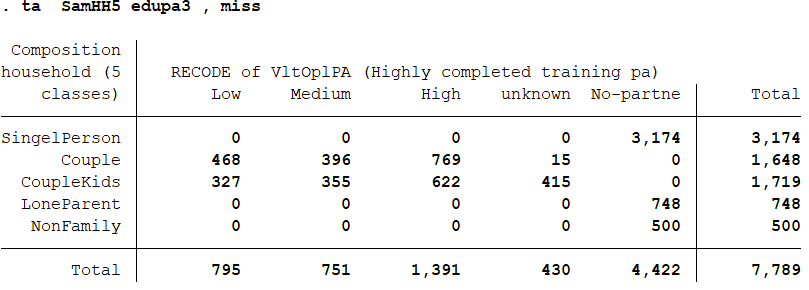 . ta  SamHH5 edupa3 , miss
Composition
household (5    RECODE of VltOplPA (Highly completed training pa)
classes)    Low    Medium    High    unknown    No-partne    Total
SingelPerson    0    0    0    0    3,174    3,174
Couple    468    396    769    15    0    1,648
CoupleKids    327    355    622    415    0    1,719
LoneParent    0    0    0    0    748    748
NonFamily    0    0    0    0    500    500
Total    795    751    1,391    430    4,422    7,789